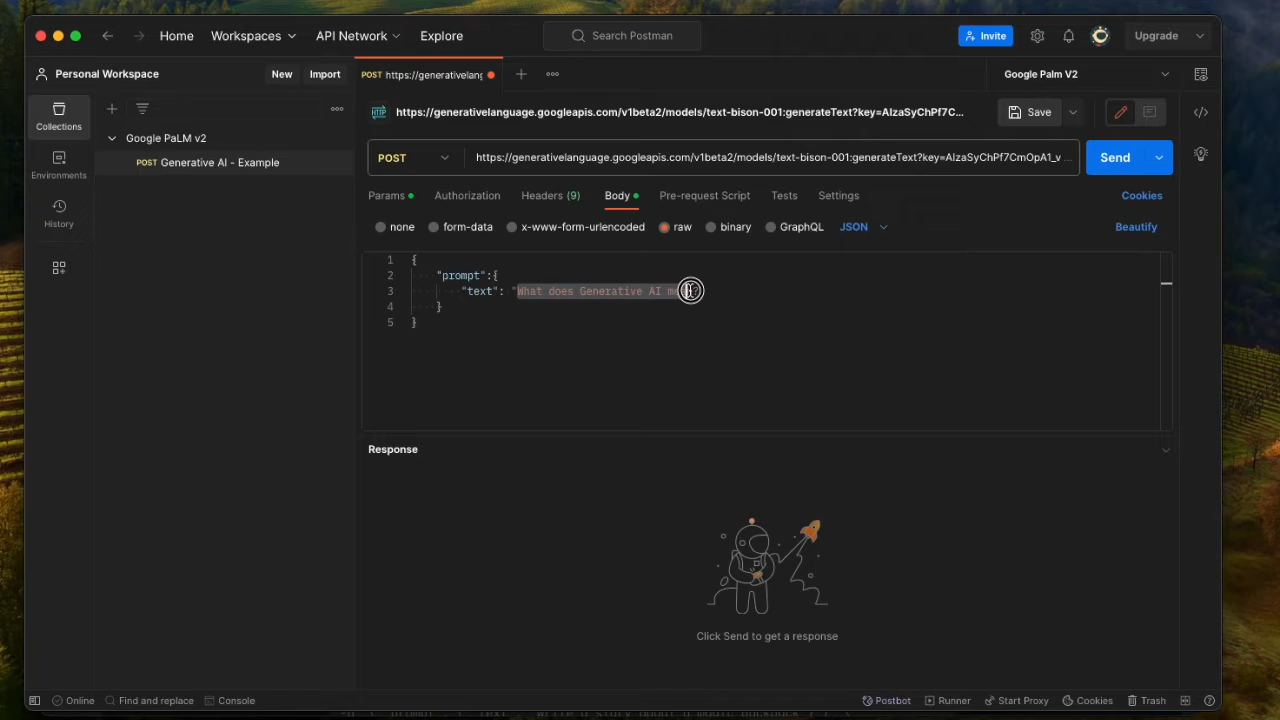 Home Workspaces API Network Explore Search Postman Invite Upgrade
Personal Workspace New Import POST https://generativelang Google Palm V2
Collections
Google PaLM v2
https://generativelanguage.googleapis.com/v1beta2/models/text-bison-001:generateText?key=AIzaSyChPf7C... Save
POST Generative AI - Example
POST https://generativelanguage.googleapis.com/v1beta2/models/text-bison-001:generateText?key=AIzaSyChPf7CmOpA1_v ... Send
Environments
Params Authorization Headers (9) Body Pre-request Script Tests Settings Cookies
History
none form-data x-www-form-urlencoded raw binary GraphQL JSON Beautify
1 {
2 "prompt":{
3 "text": "What does Generative AI
4 }
5 }
Response
Click Send to get a response
Online Find and replace Console Postbot Runner Start Proxy Cookies Trash